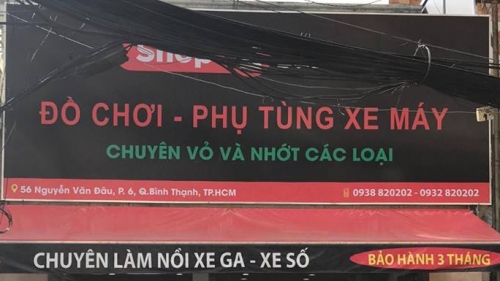 Shop
ĐỒ CHƠI - PHỤ TÙNG XE MÁY
CHUYÊN VỎ VÀ NHỚT CÁC LOẠI
56 Nguyễn Văn Đậu, P. 6, Q.Bình Thạnh, TP.HCM 0938 820202 - 0932 820202
CHUYÊN LÀM NỒI XE GA - XE SỐ BẢO HÀNH 3 THÁNG